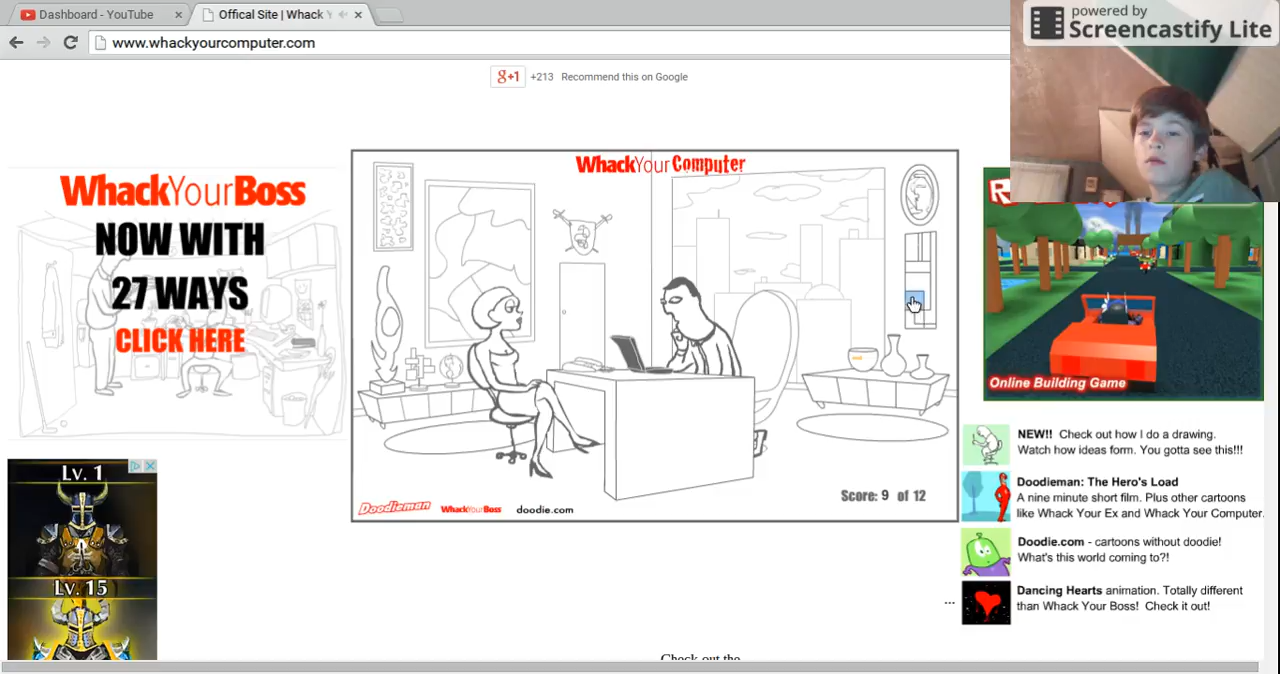 Dashboard - YouTube
Offical Site | Whack Y
www.whackyourcomputer.com
powered by
Screencastify Lite
g+1 +213 Recommend this on Google
WhackYourBoss
NOW WITH
27 WAYS
CLICK HERE
WhackYourComputer
Score: 9 of 12
Doodieman WhackYourBoss doodie.com
R
Online Building Game
NEW!! Check out how I do a drawing.
Watch how ideas form. You gotta see this!!!
Doodieman: The Hero's Load
A nine minute short film. Plus other cartoons
like Whack Your Ex and Whack Your Computer.
Doodie.com - cartoons without doodie!
What's this world coming to?!
Dancing Hearts animation. Totally different
than Whack Your Boss! Check it out!
...
Lv. 1
Lv. 15
Check out the